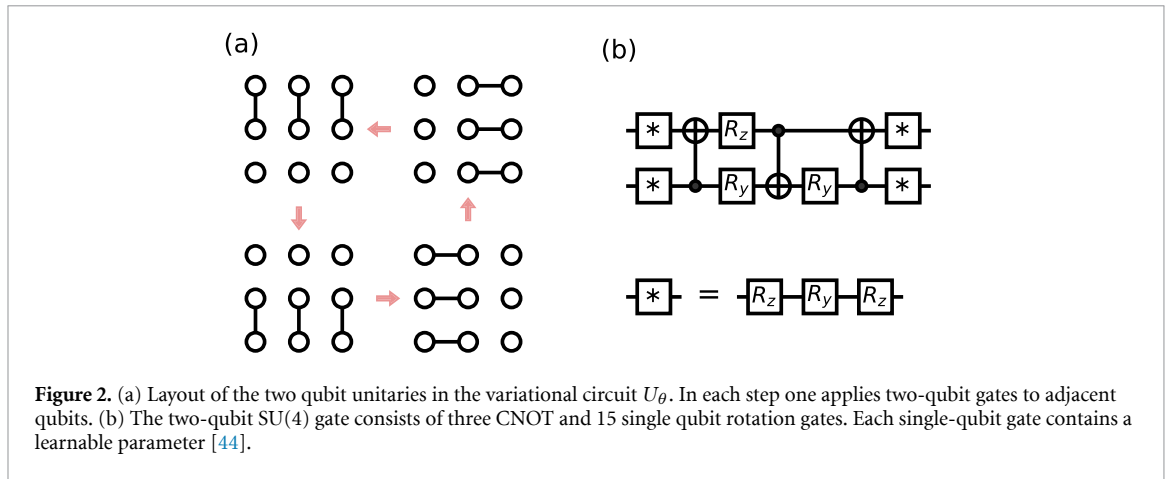 (a)
(b)
* R_z *
* R_y R_y *
* = R_z R_y R_z
Figure 2. (a) Layout of the two qubit unitaries in the variational circuit U_θ. In each step one applies two-qubit gates to adjacent
qubits. (b) The two-qubit SU(4) gate consists of three CNOT and 15 single qubit rotation gates. Each single-qubit gate contains a
learnable parameter [44].